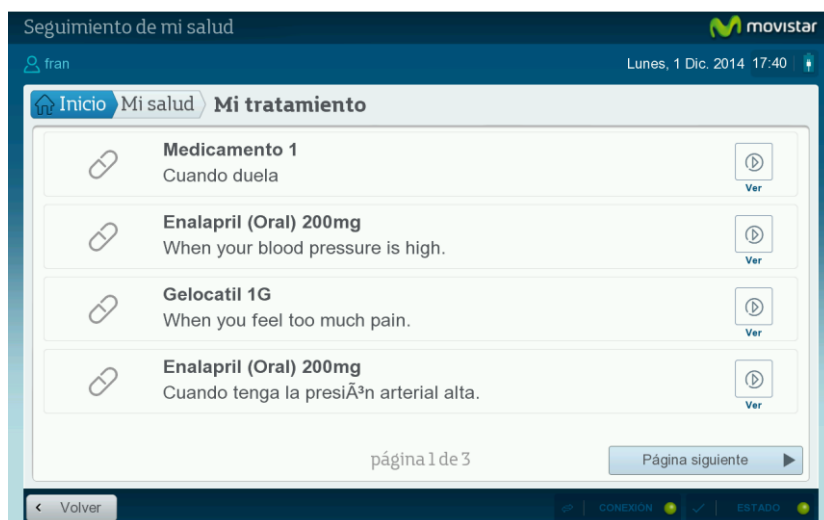 Seguimiento de mi salud
movistar
fran
Lunes, 1 Dic. 2014 17:40
Inicio Mi salud Mi tratamiento
Medicamento 1
Cuando duela
Ver
Enalapril (Oral) 200mg
When your blood pressure is high.
Ver
Gelocatil 1G
When you feel too much pain.
Ver
Enalapril (Oral) 200mg
Cuando tenga la presiÃ³n arterial alta.
Ver
página 1 de 3
Página siguiente
Volver
CONEXIÓN
ESTADO